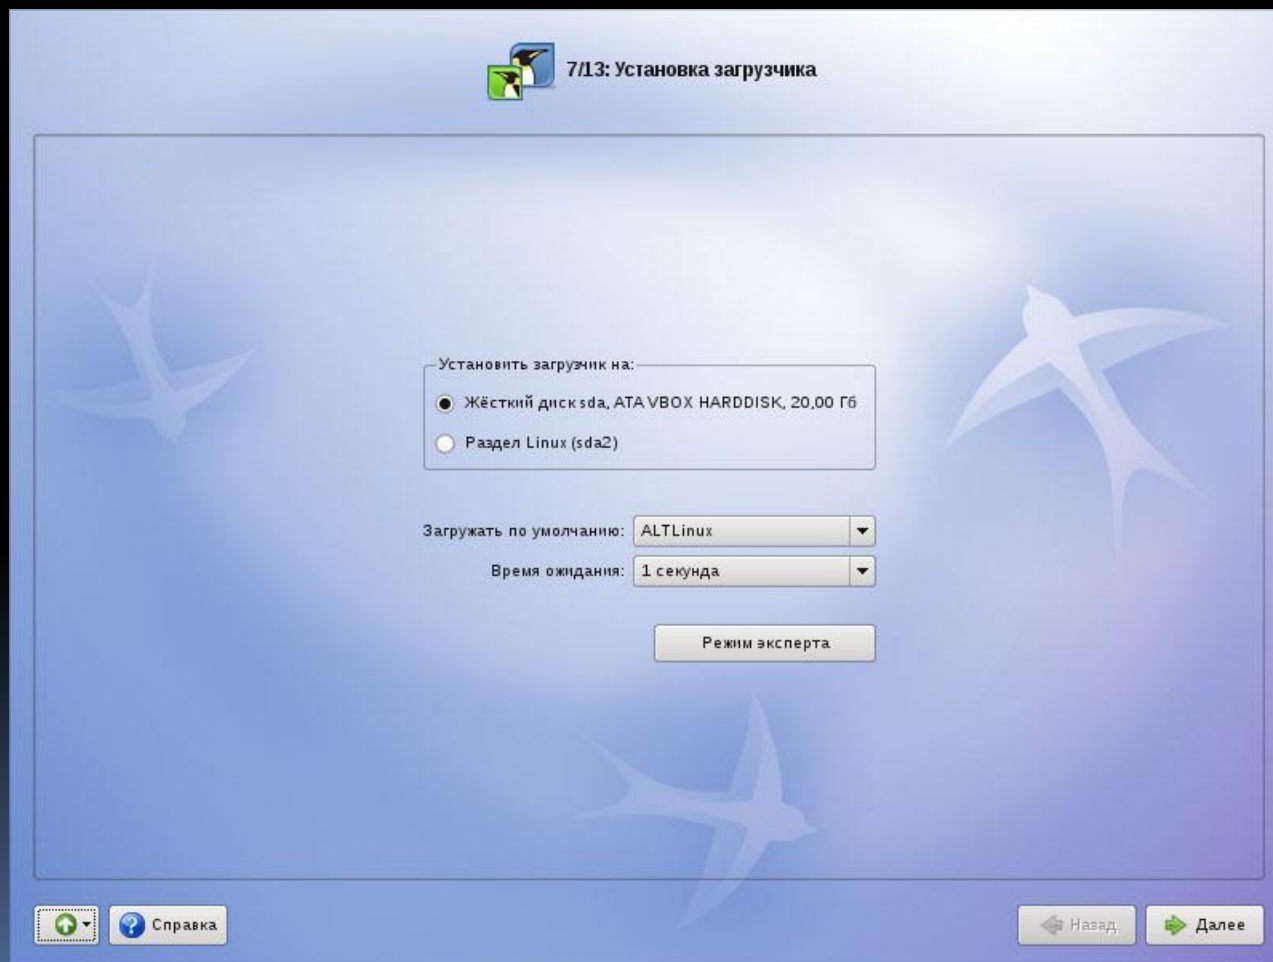 7/13: Установка загрузчика
Установить загрузчик на:
Жёсткий диск sda, ATA VBOX HARDDISK, 20,00 Гб
Раздел Linux (sda2)
Загружать по умолчанию: ALTLinux
Время ожидания: 1 секунда
Режим эксперта
Справка
Назад
Далее